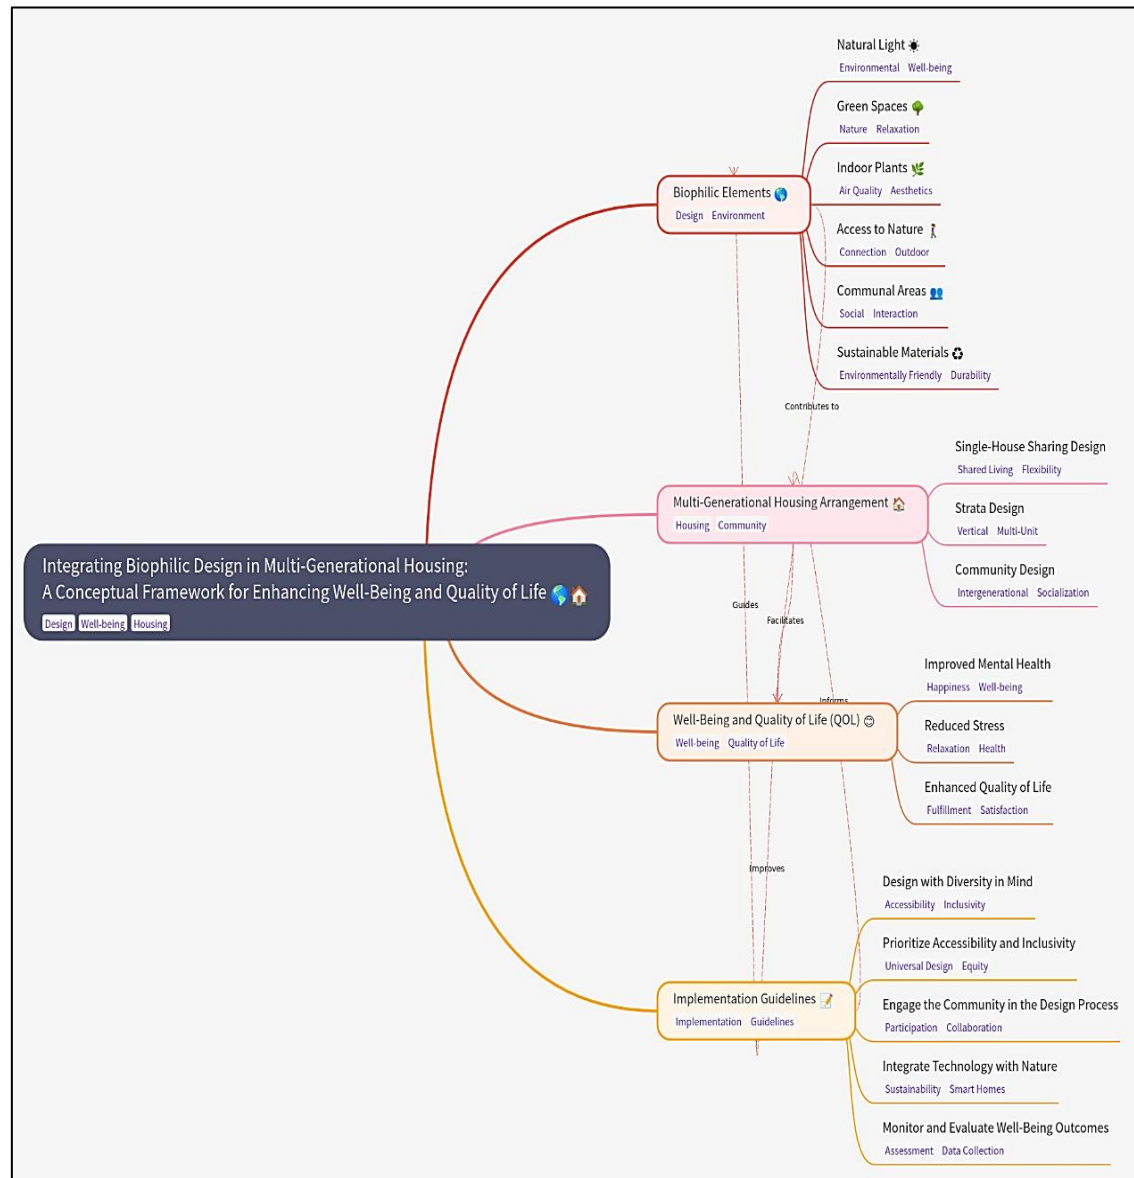 Natural Light
Environmental Well-being
Green Spaces
Nature Relaxation
Indoor Plants
Air Quality Aesthetics
Biophilic Elements
Design Environment
Access to Nature
Connection Outdoor
Communal Areas
Social Interaction
Sustainable Materials
Environmentally Friendly Durability
Contributes to
Single-House Sharing Design
Shared Living Flexibility
Multi-Generational Housing Arrangement
Housing Community
Strata Design
Vertical Multi-Unit
Community Design
Intergenerational Socialization
Integrating Biophilic Design in Multi-Generational Housing:
A Conceptual Framework for Enhancing Well-Being and Quality of Life
Design Well-being Housing
Guides
Facilitates
Informs
Improved Mental Health
Happiness Well-being
Well-Being and Quality of Life (QOL)
Well-being Quality of Life
Reduced Stress
Relaxation Health
Enhanced Quality of Life
Fulfillment Satisfaction
Improves
Design with Diversity in Mind
Accessibility Inclusivity
Prioritize Accessibility and Inclusivity
Universal Design Equity
Implementation Guidelines
Implementation Guidelines
Engage the Community in the Design Process
Participation Collaboration
Integrate Technology with Nature
Sustainability Smart Homes
Monitor and Evaluate Well-Being Outcomes
Assessment Data Collection